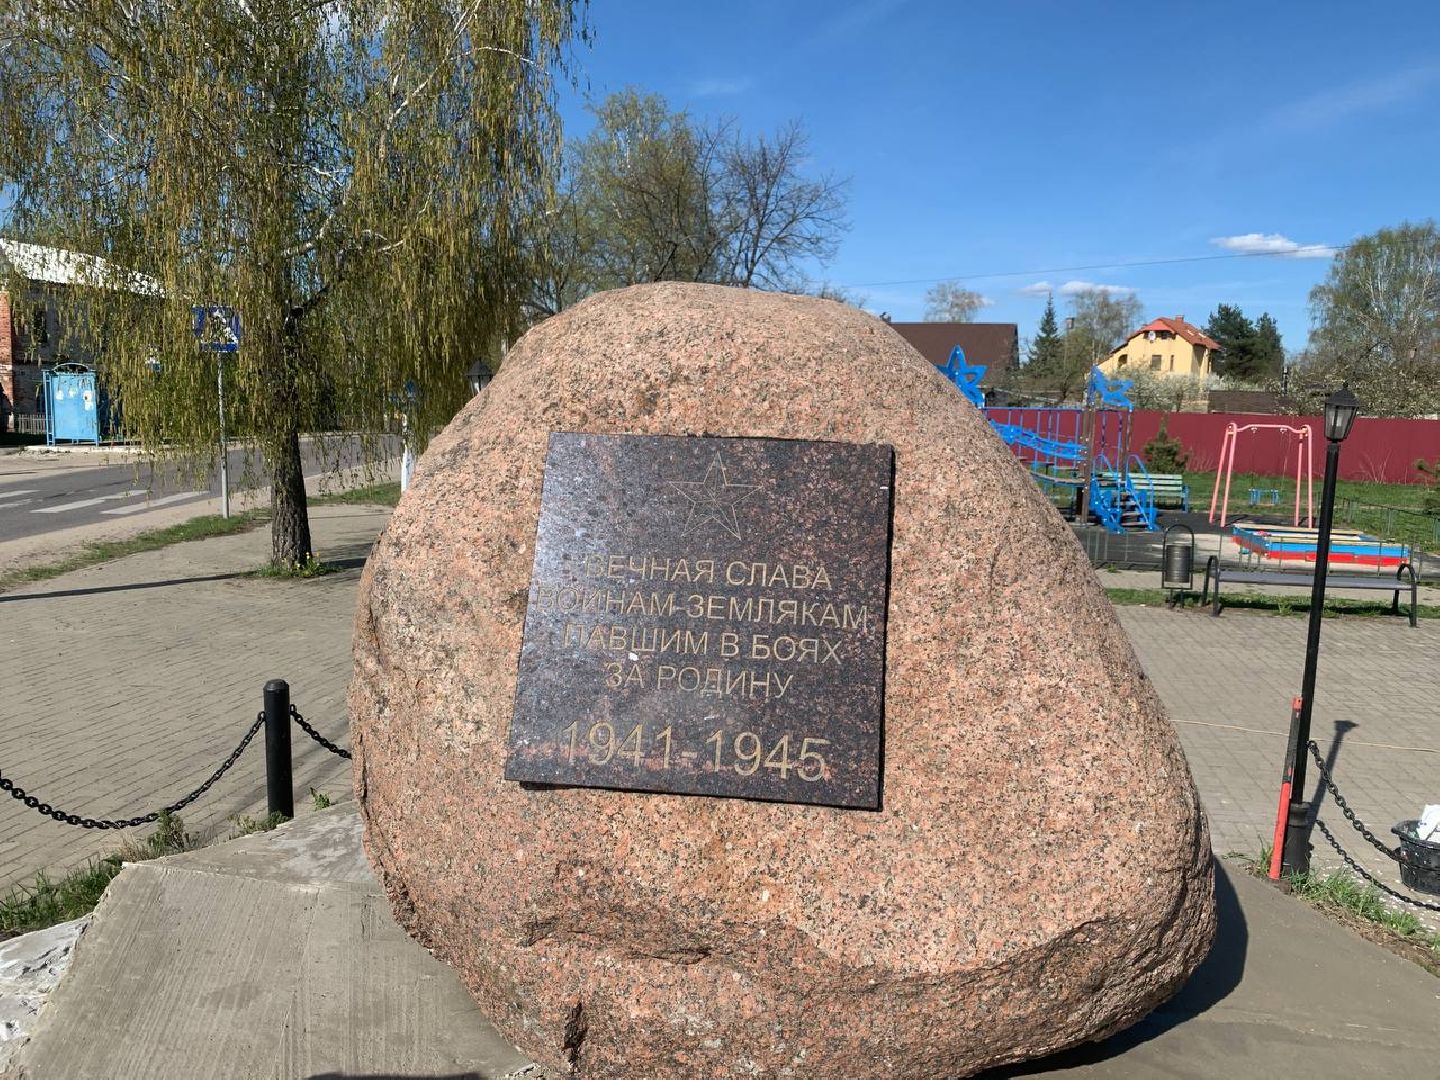 ВЕЧНАЯ СЛАВА
ВОИНАМ-ЗЕМЛЯКАМ
ПАВШИМ В БОЯХ
ЗА РОДИНУ
1941-1945